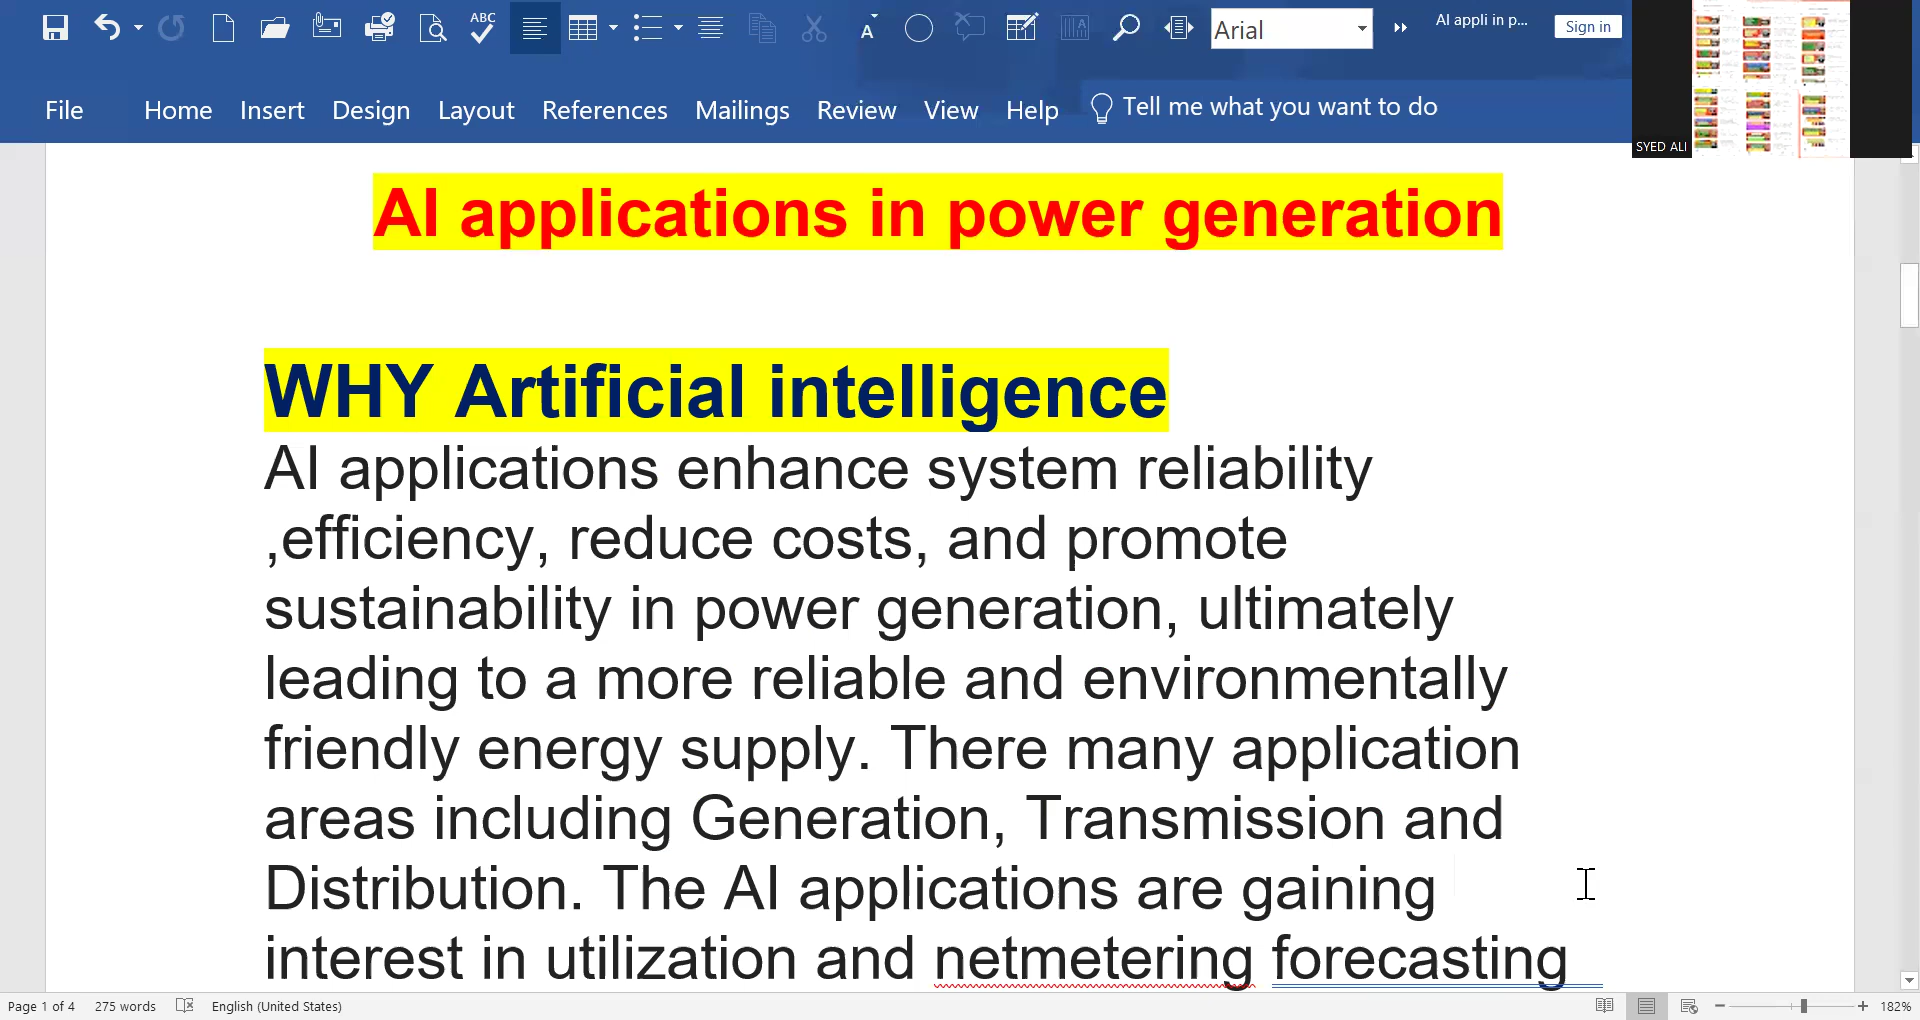 ABC
A
Arial
AI appli in p...
Sign in
File
Home
Insert
Design
Layout
References
Mailings
Review
View
Help
Tell me what you want to do
SYED ALI
AI applications in power generation
WHY Artificial intelligence
AI applications enhance system reliability
,efficiency, reduce costs, and promote
sustainability in power generation, ultimately
leading to a more reliable and environmentally
friendly energy supply. There many application
areas including Generation, Transmission and
Distribution. The AI applications are gaining
interest in utilization and netmetering forecasting
Page 1 of 4
275 words
English (United States)
182%